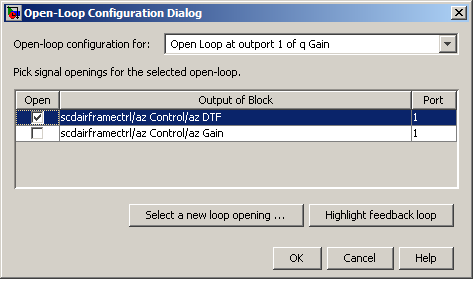 Open-Loop Configuration Dialog
Open-loop configuration for: Open Loop at outport 1 of q Gain
Pick signal openings for the selected open-loop.
Open Output of Block Port
scdairframectrl/az Control/az DTF 1
scdairframectrl/az Control/az Gain 1
Select a new loop opening ... Highlight feedback loop
OK Cancel Help